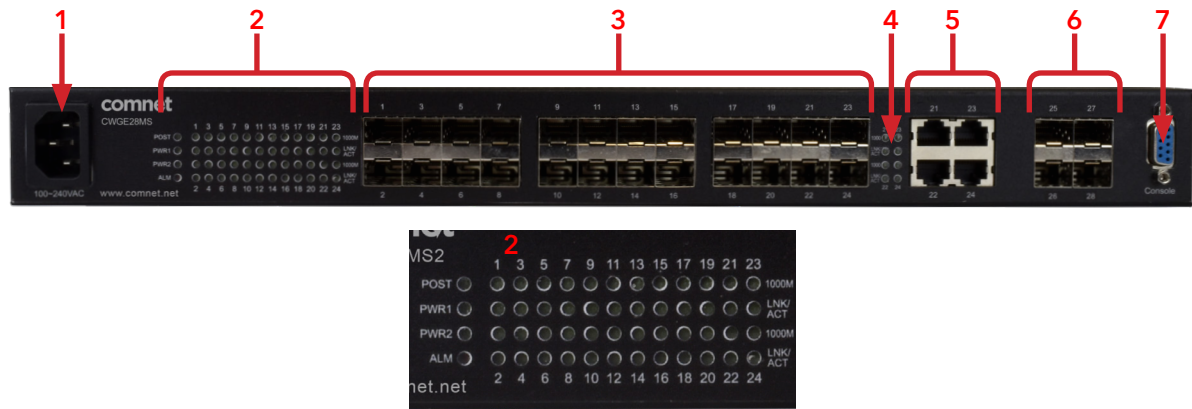 1 2 3 4 5 6 7
comnet
CWGE28MS
1 3 5 7 9 11 13 15 17 19 21 23
POST 1000M
PWR1 LNK/ACT
PWR2 1000M
ALM LNK/ACT
2 4 6 8 10 12 14 16 18 20 22 24
100~240VAC
www.comnet.net
1 3 5 7 9 11 13 15 17 19 21 23
2 4 6 8 10 12 14 16 18 20 22 24
22 24
21 23
22 24
25 27
26 28
Console
2
MS2
1 3 5 7 9 11 13 15 17 19 21 23
POST 1000M
PWR1 LNK/
ACT
PWR2 1000M
ALM LNK/
ACT
2 4 6 8 10 12 14 16 18 20 22 24
net.net